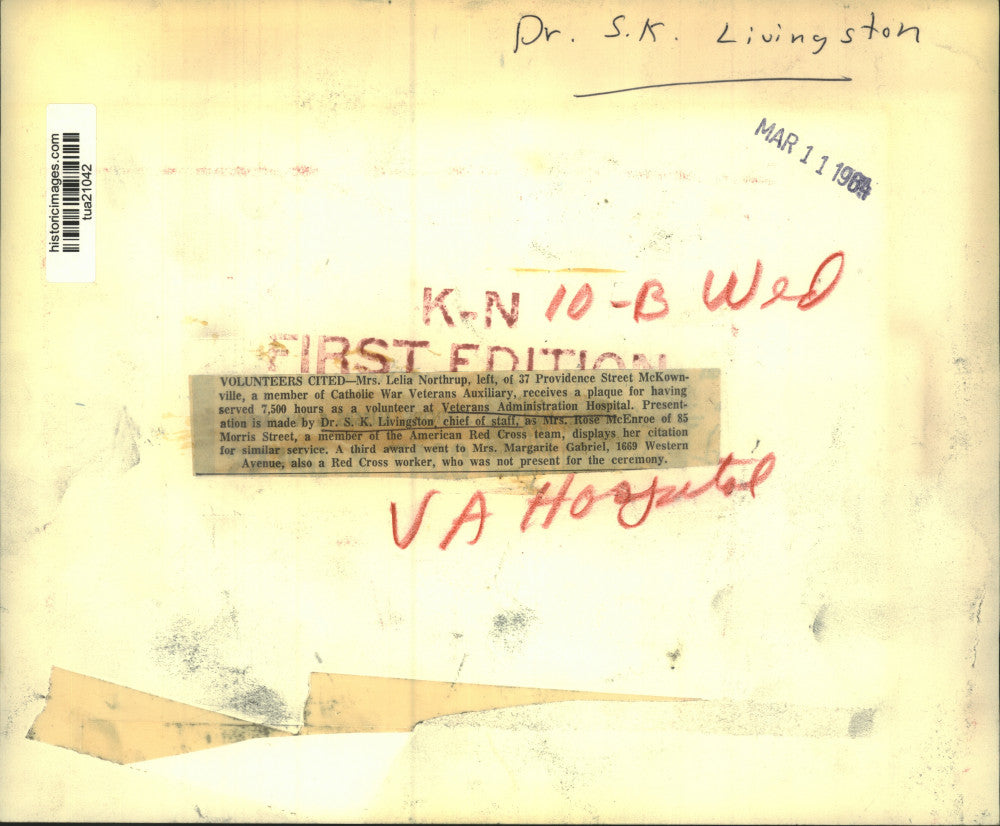 Dr. S.K. Livingston
MAR 11 1964
historicimages.com
tua21042
K-N 10-B Wed
FIRST EDITION
VOLUNTEERS CITED—Mrs. Lelia Northrup, left, of 37 Providence Street McKown-
ville, a member of Catholic War Veterans Auxiliary, receives a plaque for having
served 7,500 hours as a volunteer at Veterans Administration Hospital. Present-
ation is made by Dr. S. K. Livingston, chief of staff, as Mrs. Rose McEnroe of 85
Morris Street, a member of the American Red Cross team, displays her citation
for similar service. A third award went to Mrs. Margarite Gabriel, 1669 Western
Avenue, also a Red Cross worker, who was not present for the ceremony.
VA Hospital